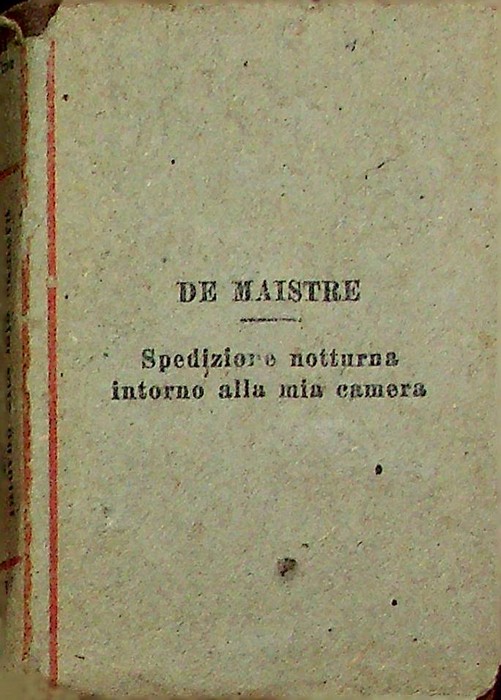 DE MAISTRE
Spedizione notturna
intorno alla mia camera